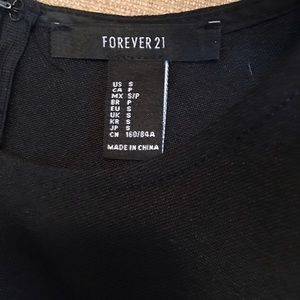 FOREVER 21
US S
CA P
MX S/P
BR P
EU S
UK S
KR S
JP S
CN 160/84A
MADE IN CHINA